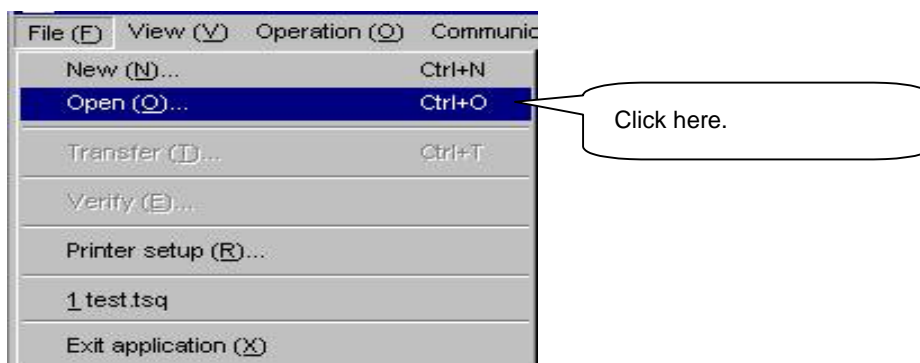 File (F) View (V) Operation (O) Communic
New (N)... Ctrl+N
Open (O)... Ctrl+O
Click here.
Transfer (T)... Ctrl+T
Verify (E)...
Printer setup (R)...
1 test.tsq
Exit application (X)